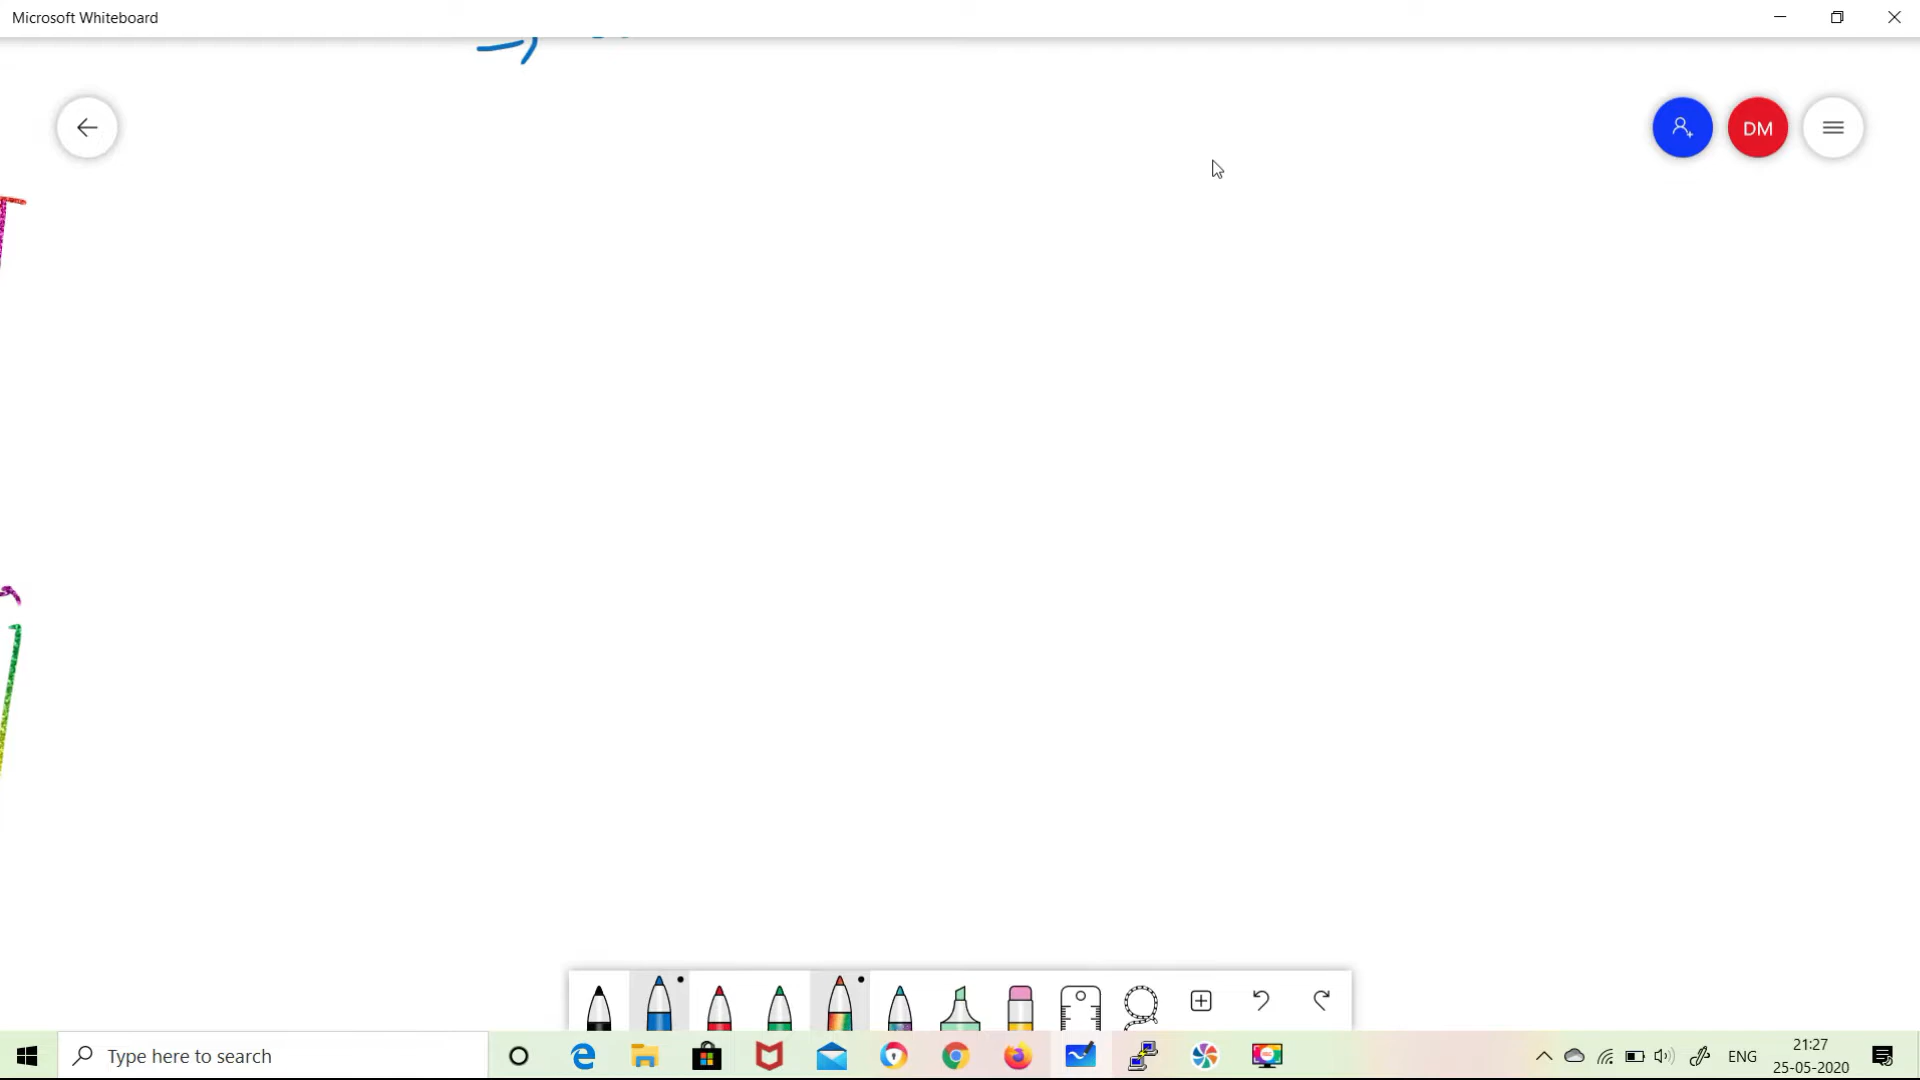 Microsoft Whiteboard
DM
Type here to search
ENG
21:27
25-05-2020